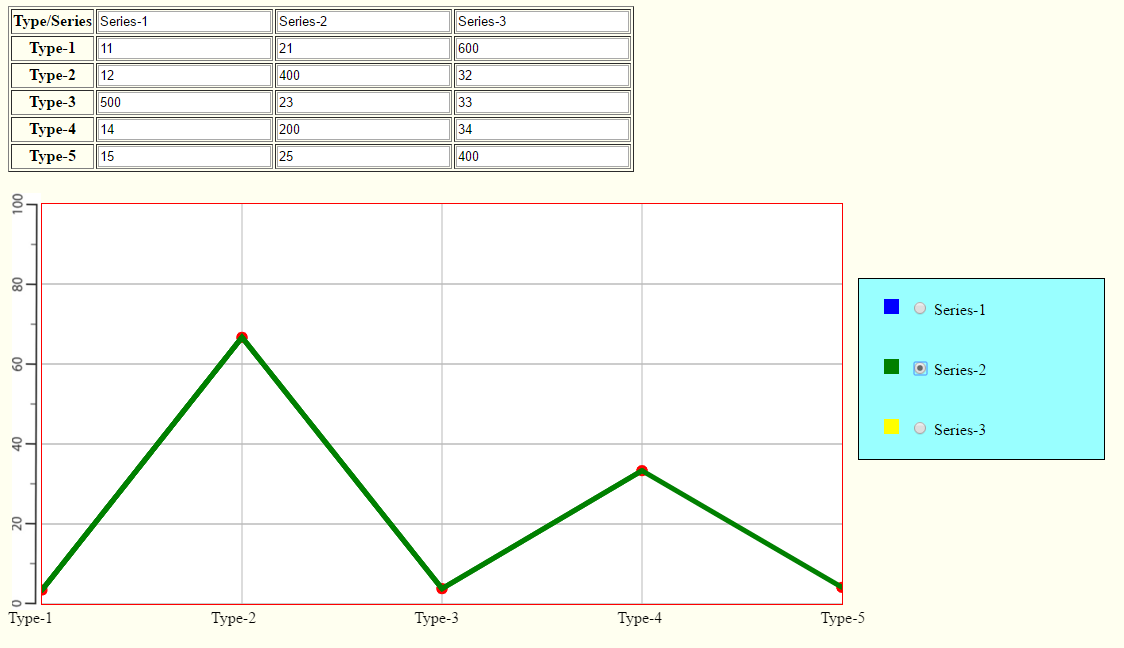 Type/Series Series-1 Series-2 Series-3
Type-1 11 21 600
Type-2 12 400 32
Type-3 500 23 33
Type-4 14 200 34
Type-5 15 25 400
100
80
60
40
20
0
Type-1 Type-2 Type-3 Type-4 Type-5
Series-1
Series-2
Series-3